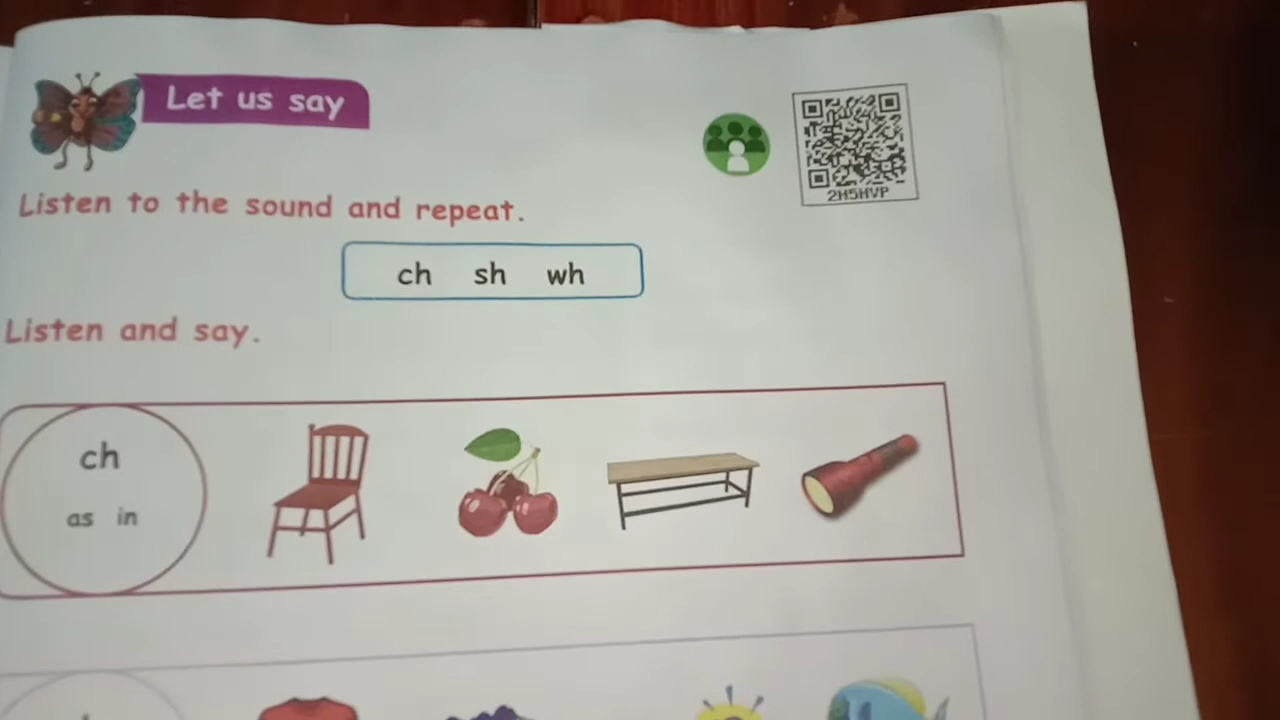 Let us say
2H5HVP
Listen to the sound and repeat.
ch sh wh
Listen and say.
ch
as in